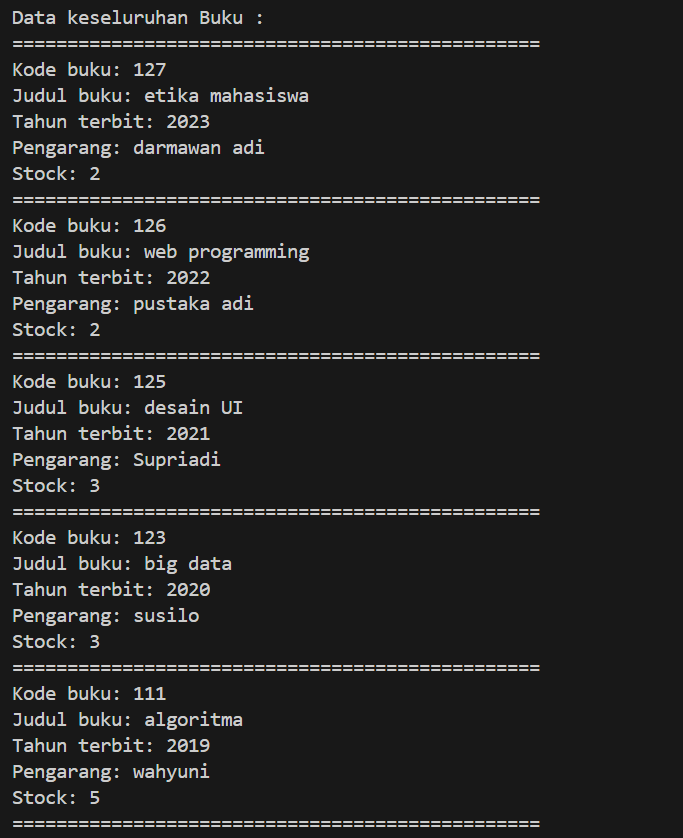 Data keseluruhan Buku :
================================================
Kode buku: 127
Judul buku: etika mahasiswa
Tahun terbit: 2023
Pengarang: darmawan adi
Stock: 2
================================================
Kode buku: 126
Judul buku: web programming
Tahun terbit: 2022
Pengarang: pustaka adi
Stock: 2
================================================
Kode buku: 125
Judul buku: desain UI
Tahun terbit: 2021
Pengarang: Supriadi
Stock: 3
================================================
Kode buku: 123
Judul buku: big data
Tahun terbit: 2020
Pengarang: susilo
Stock: 3
================================================
Kode buku: 111
Judul buku: algoritma
Tahun terbit: 2019
Pengarang: wahyuni
Stock: 5
================================================